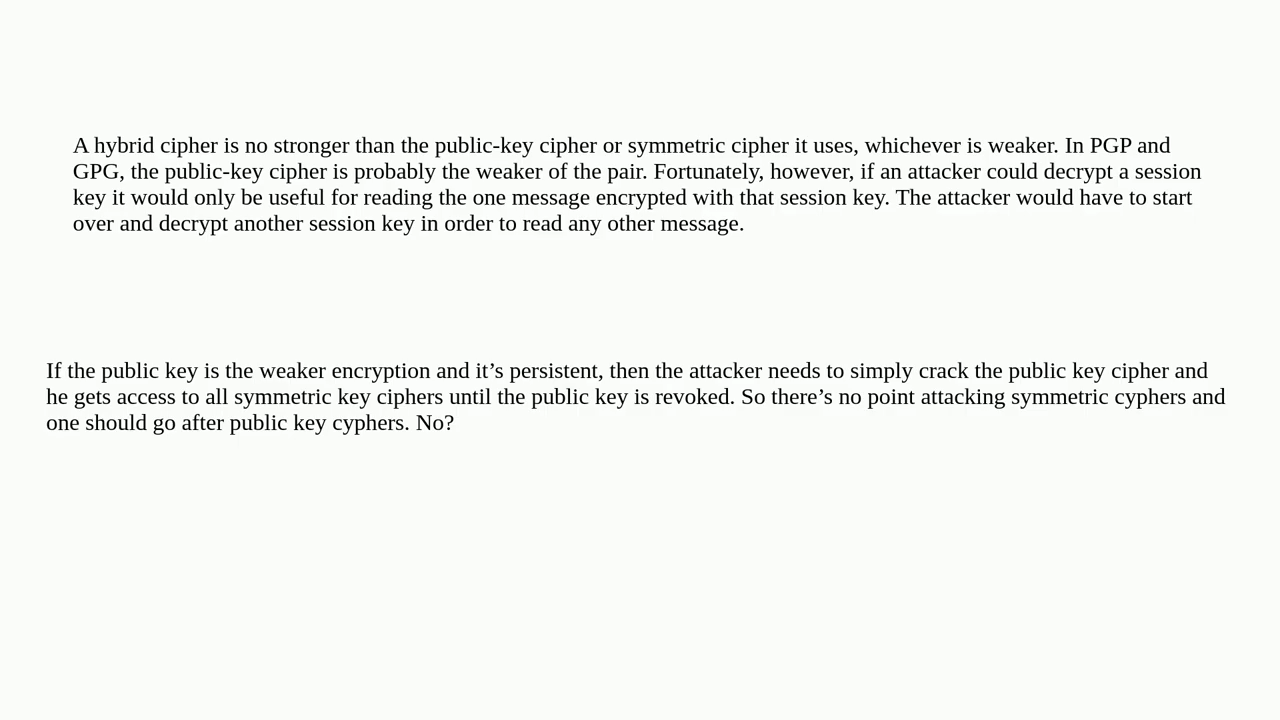 A hybrid cipher is no stronger than the public-key cipher or symmetric cipher it uses, whichever is weaker. In PGP and
GPG, the public-key cipher is probably the weaker of the pair. Fortunately, however, if an attacker could decrypt a session
key it would only be useful for reading the one message encrypted with that session key. The attacker would have to start
over and decrypt another session key in order to read any other message.
If the public key is the weaker encryption and it’s persistent, then the attacker needs to simply crack the public key cipher and
he gets access to all symmetric key ciphers until the public key is revoked. So there’s no point attacking symmetric cyphers and
one should go after public key cyphers. No?